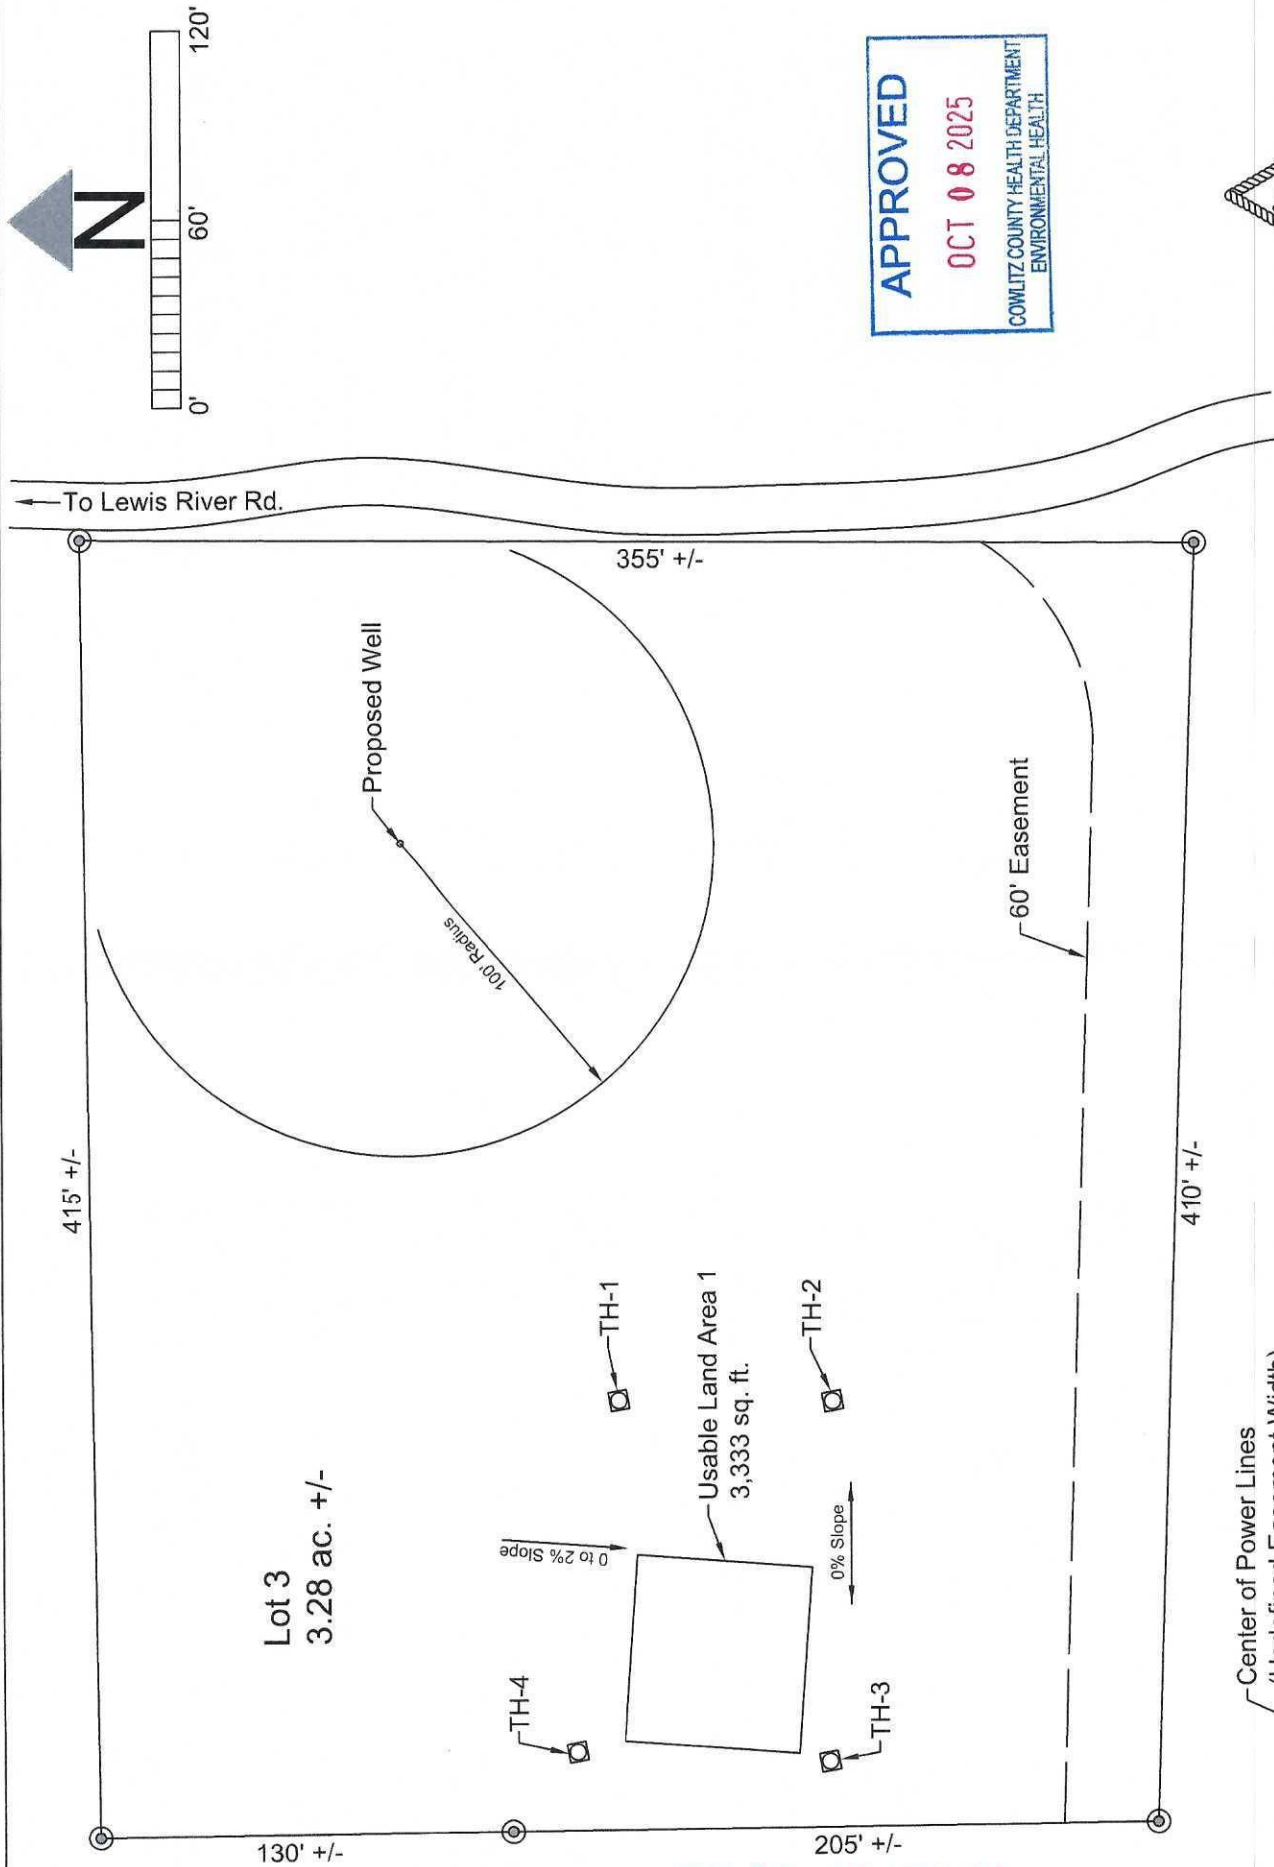 N
0'
60'
120'
To Lewis River Rd.
APPROVED
OCT 08 2025
COWLITZ COUNTY HEALTH DEPARTMENT
ENVIRONMENTAL HEALTH
415' +/-
355' +/-
Proposed Well
100' Radius
60' Easement
Lot 3
3.28 ac. +/-
TH-1
Usable Land Area 1
3,333 sq. ft.
TH-2
0 to 2% Slope
0% Slope
TH-4
TH-3
130' +/-
205' +/-
410' +/-
Center of Power Lines